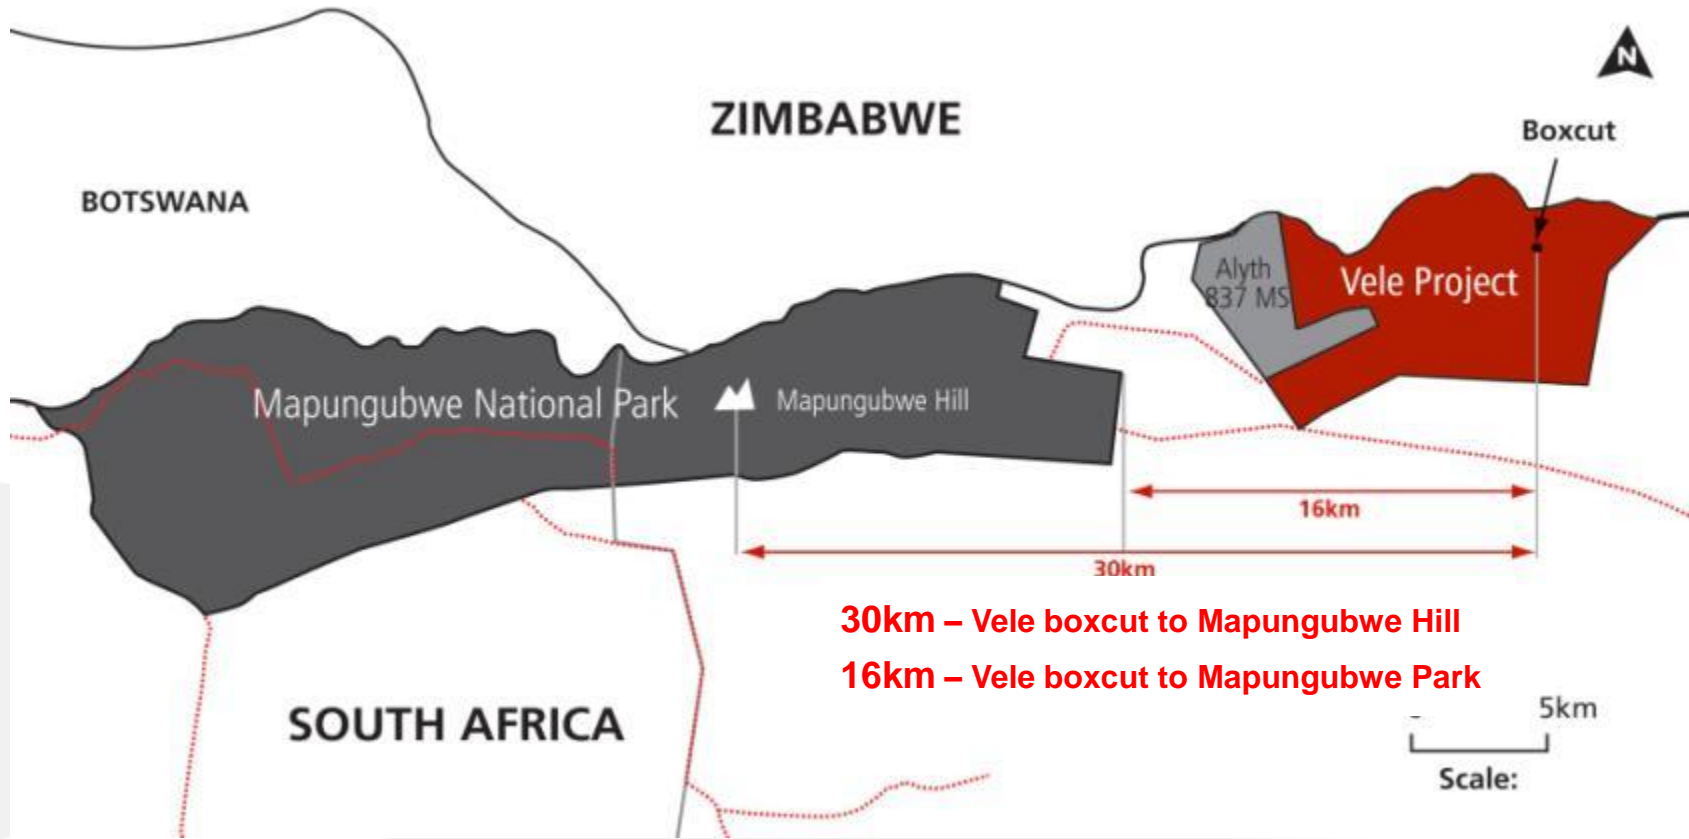 N
ZIMBABWE
Boxcut
BOTSWANA
Alyth
837 MS
Vele Project
Mapungubwe National Park
Mapungubwe Hill
16km
30km
30km – Vele boxcut to Mapungubwe Hill
16km – Vele boxcut to Mapungubwe Park
SOUTH AFRICA
5km
Scale: